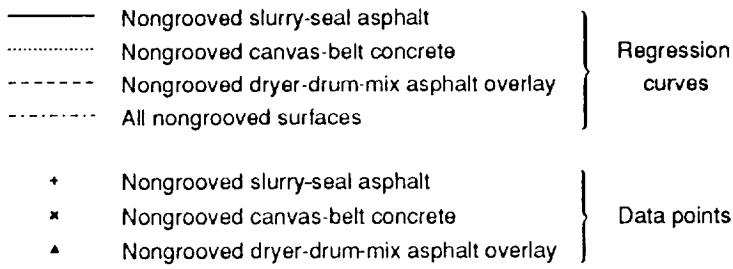 Nongrooved slurry-seal asphalt
Nongrooved canvas-belt concrete
Nongrooved dryer-drum-mix asphalt overlay
All nongrooved surfaces
Regression
curves
Nongrooved slurry-seal asphalt
Nongrooved canvas-belt concrete
Nongrooved dryer-drum-mix asphalt overlay
Data points